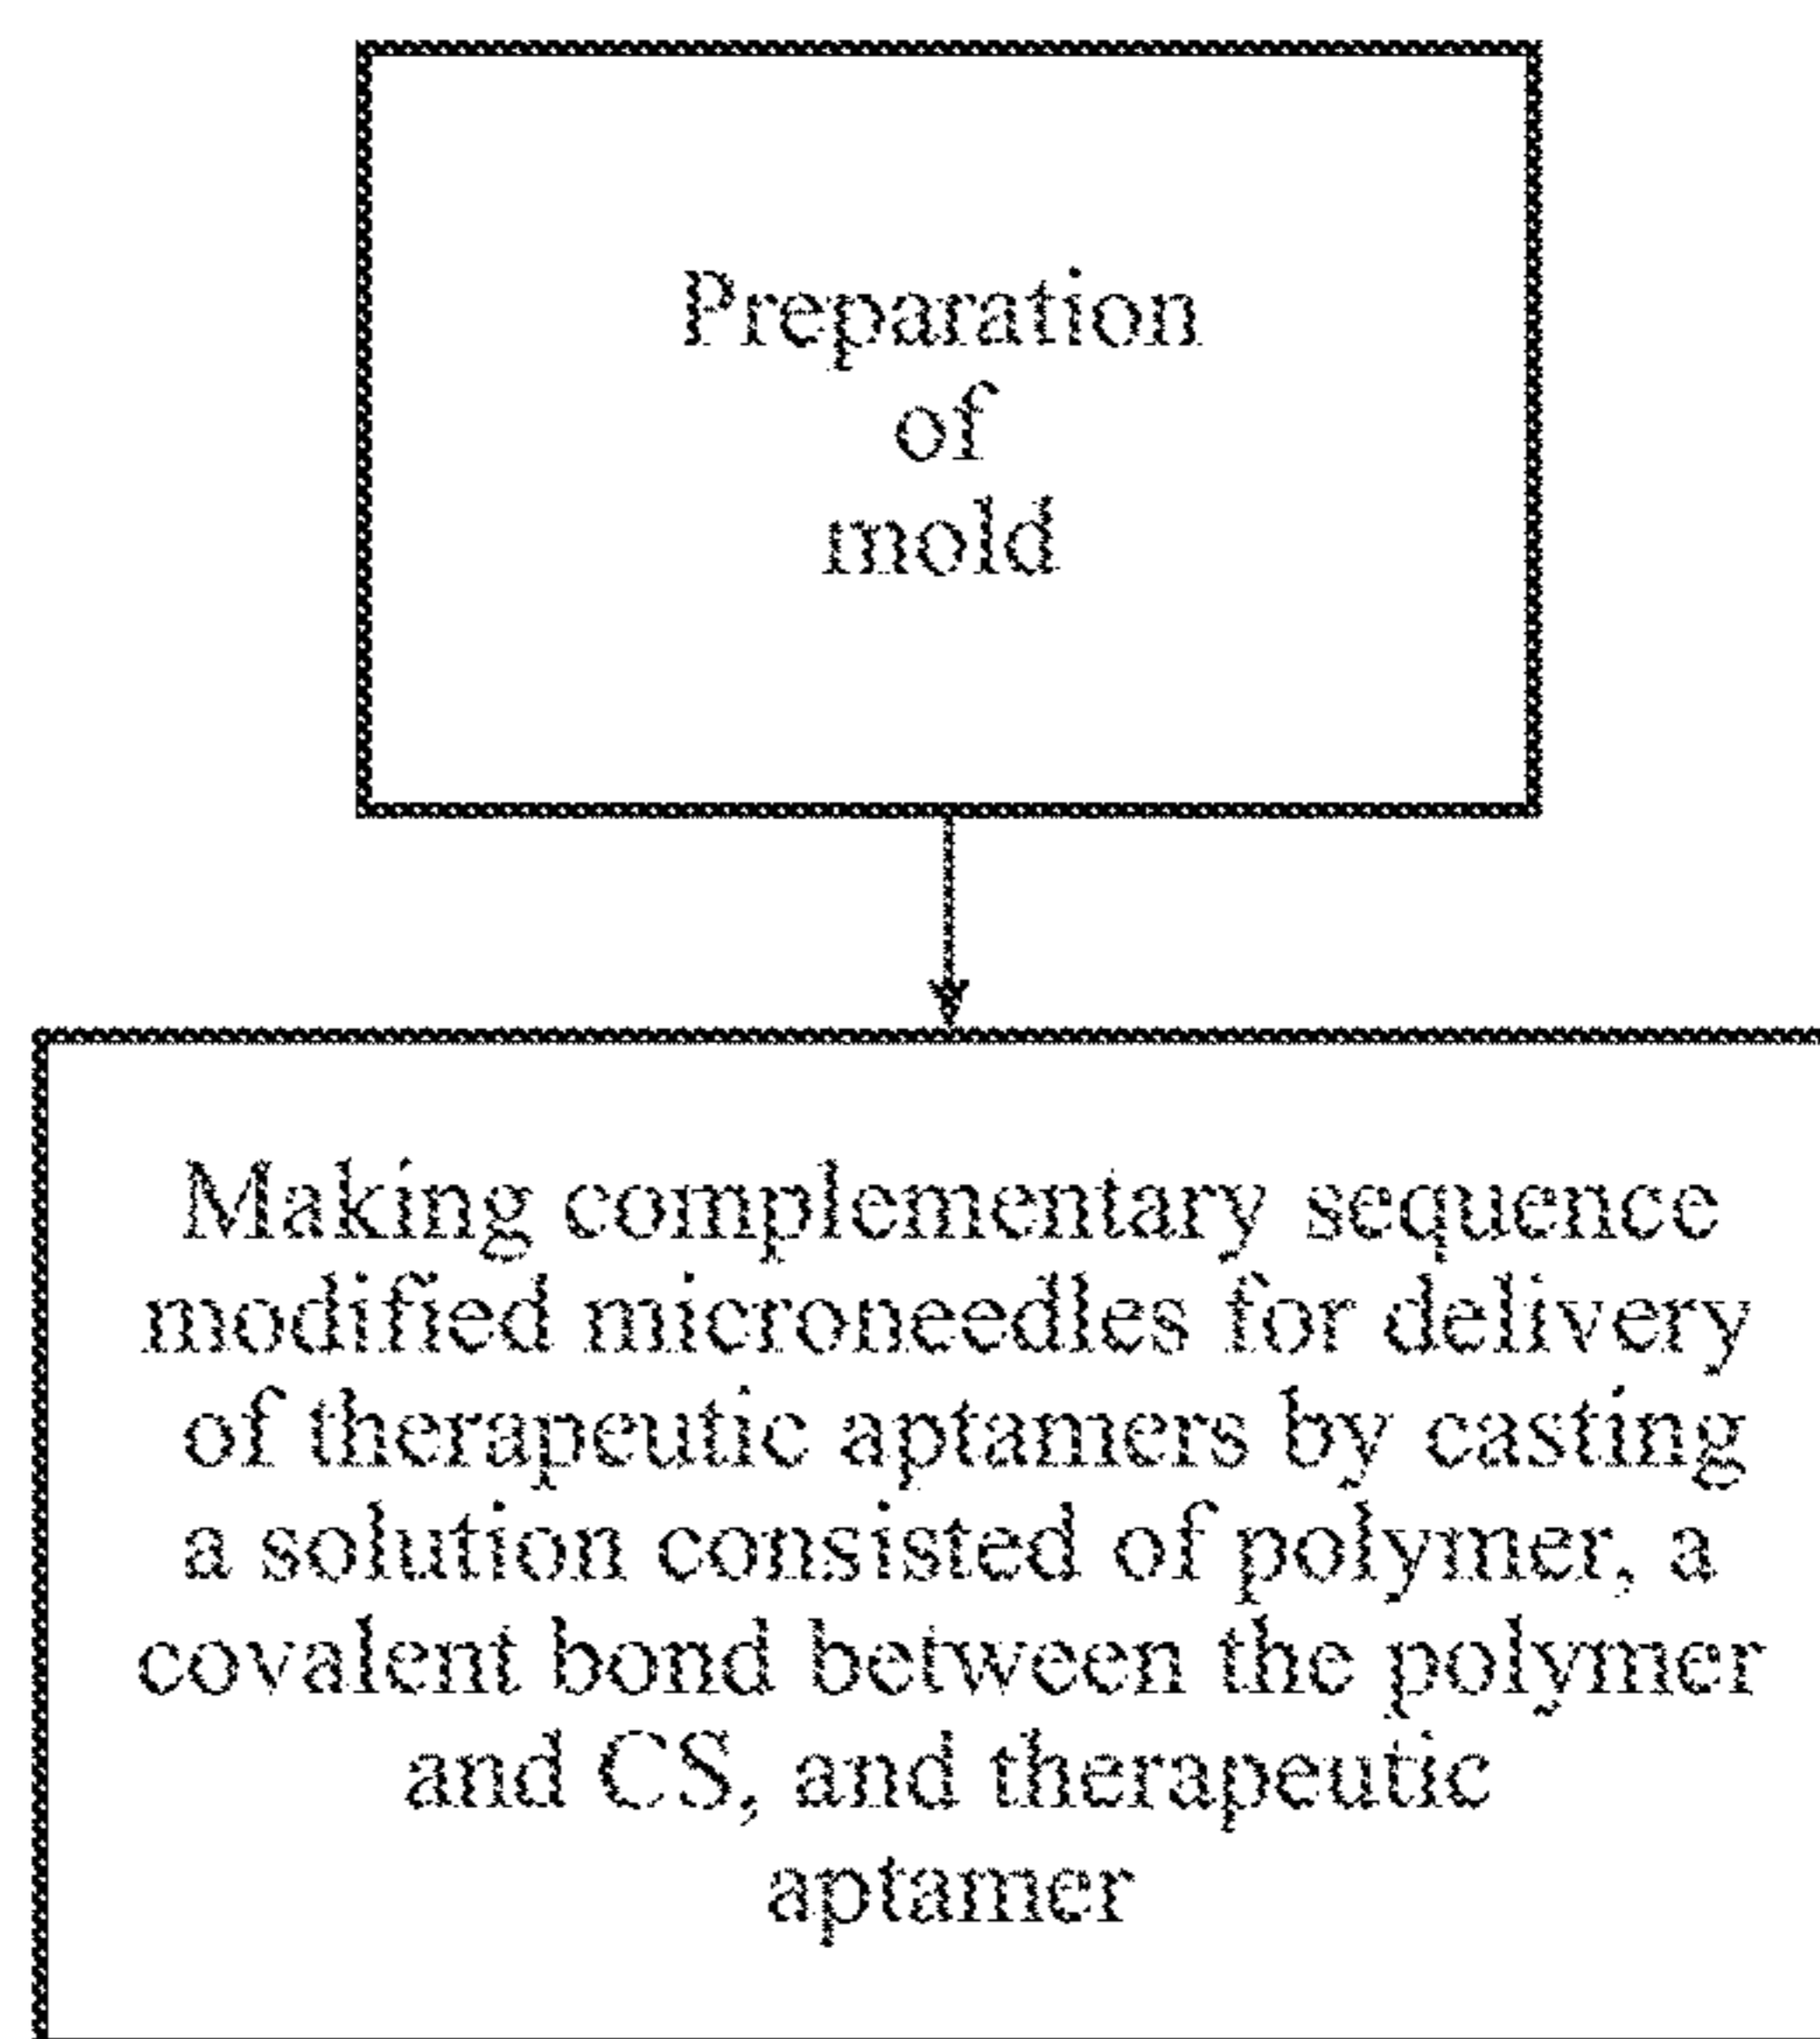 Preparation
of
mold
Making complementary sequence
modified microneedles for delivery
of therapeutic aptamers by casting
a solution consisted of polymer, a
covalent bond between the polymer
and CS, and therapeutic
aptamer